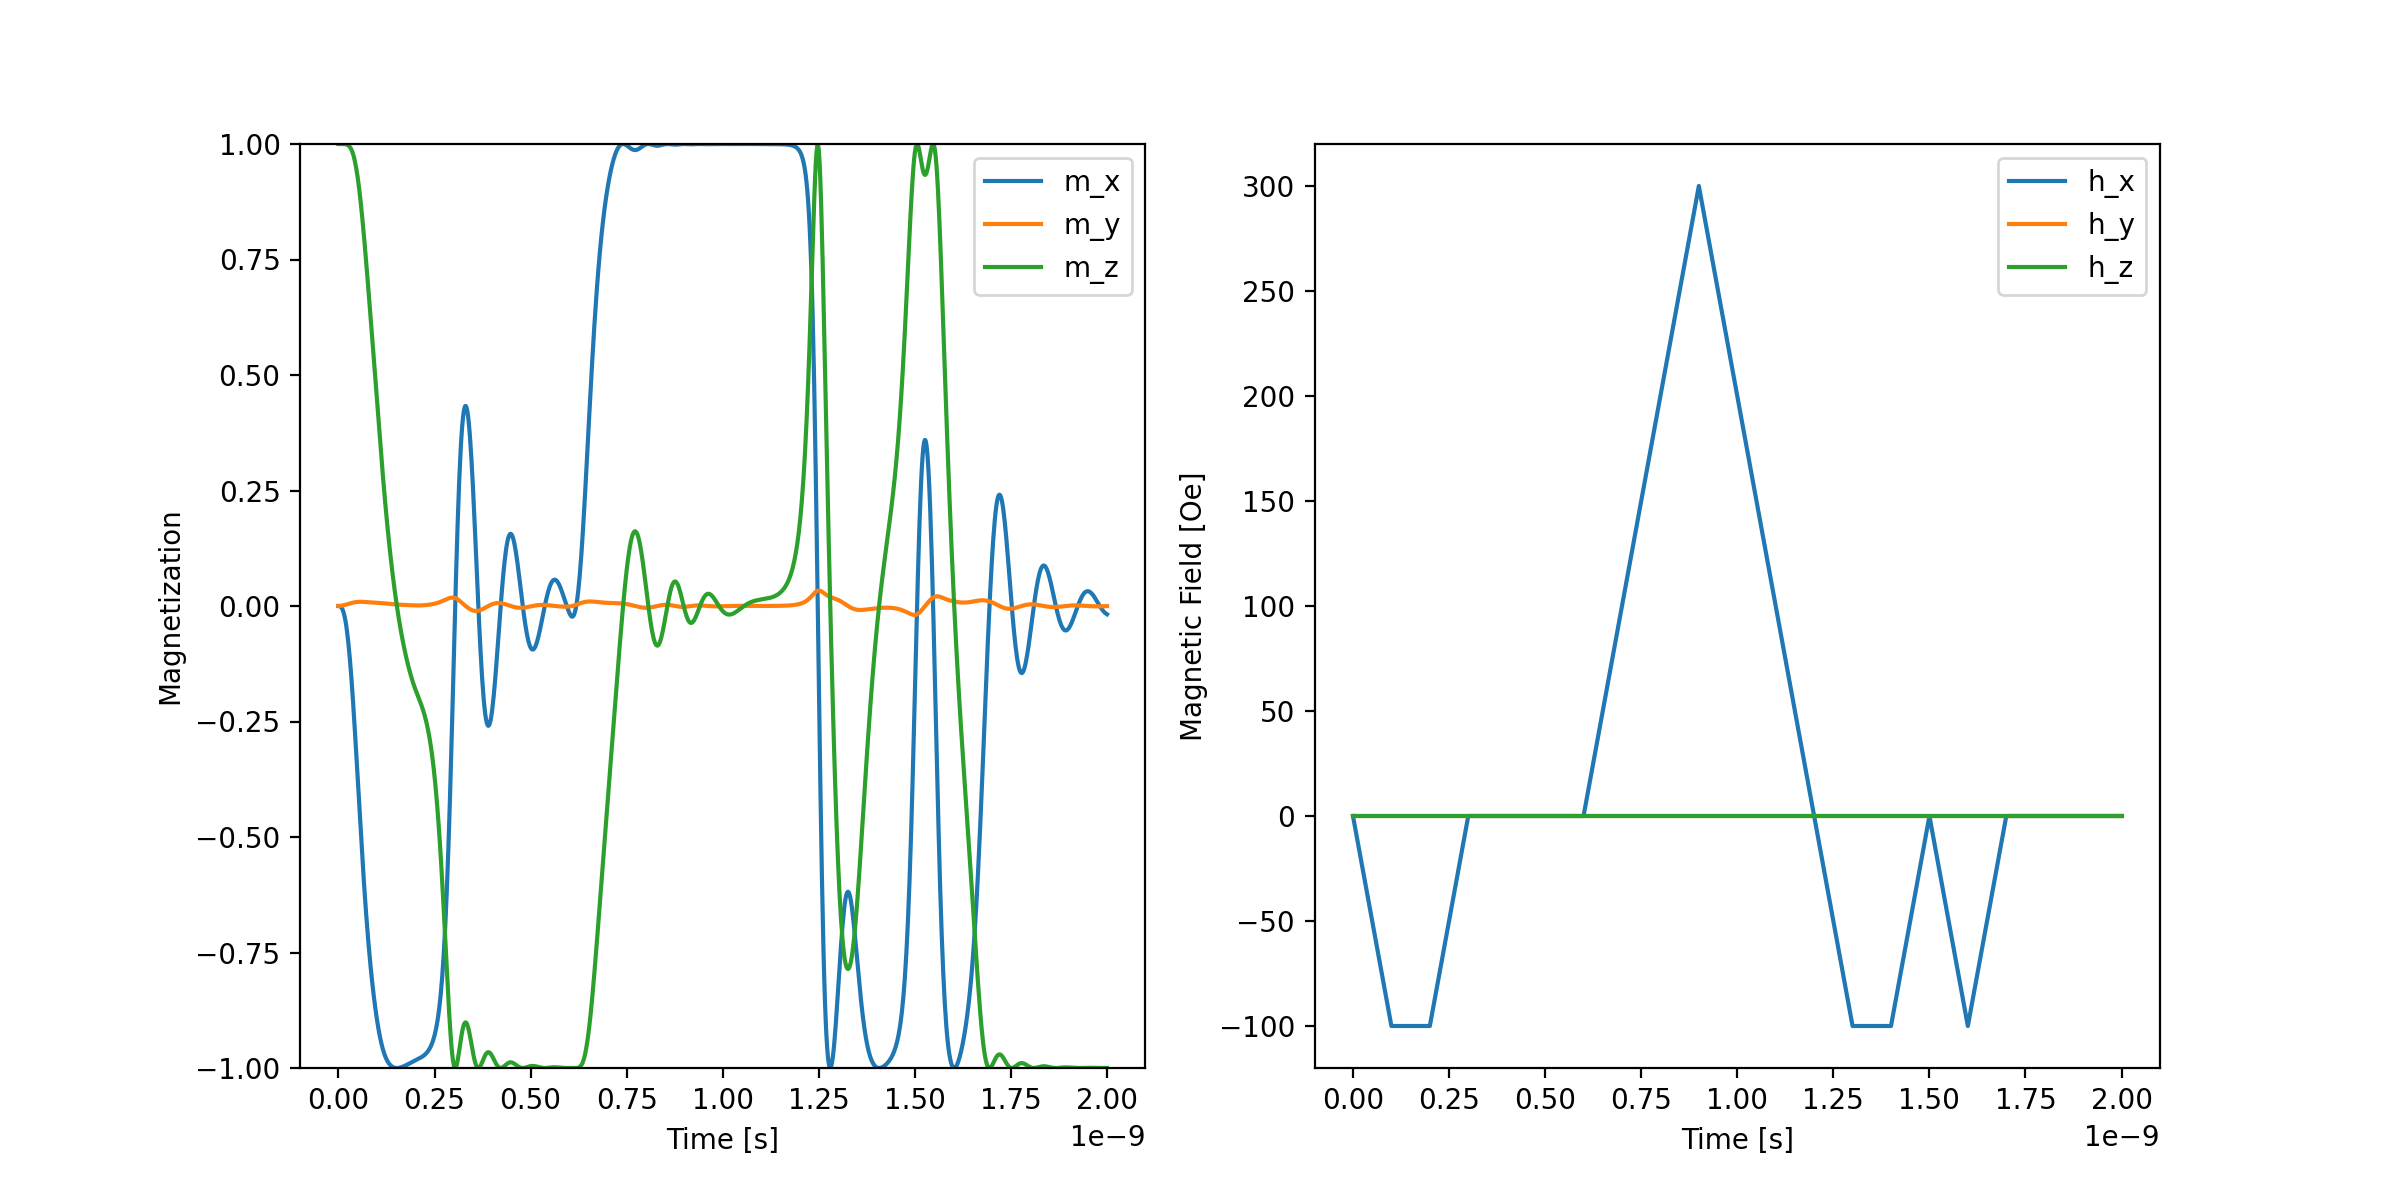 1.00
0.75
0.50
0.25
0.00
−0.25
−0.50
−0.75
−1.00
Magnetization
m_x
m_y
m_z
0.00 0.25 0.50 0.75 1.00 1.25 1.50 1.75 2.00
Time [s]
1e−9
300
250
200
150
100
50
0
−50
−100
Magnetic Field [Oe]
h_x
h_y
h_z
0.00 0.25 0.50 0.75 1.00 1.25 1.50 1.75 2.00
Time [s]
1e−9